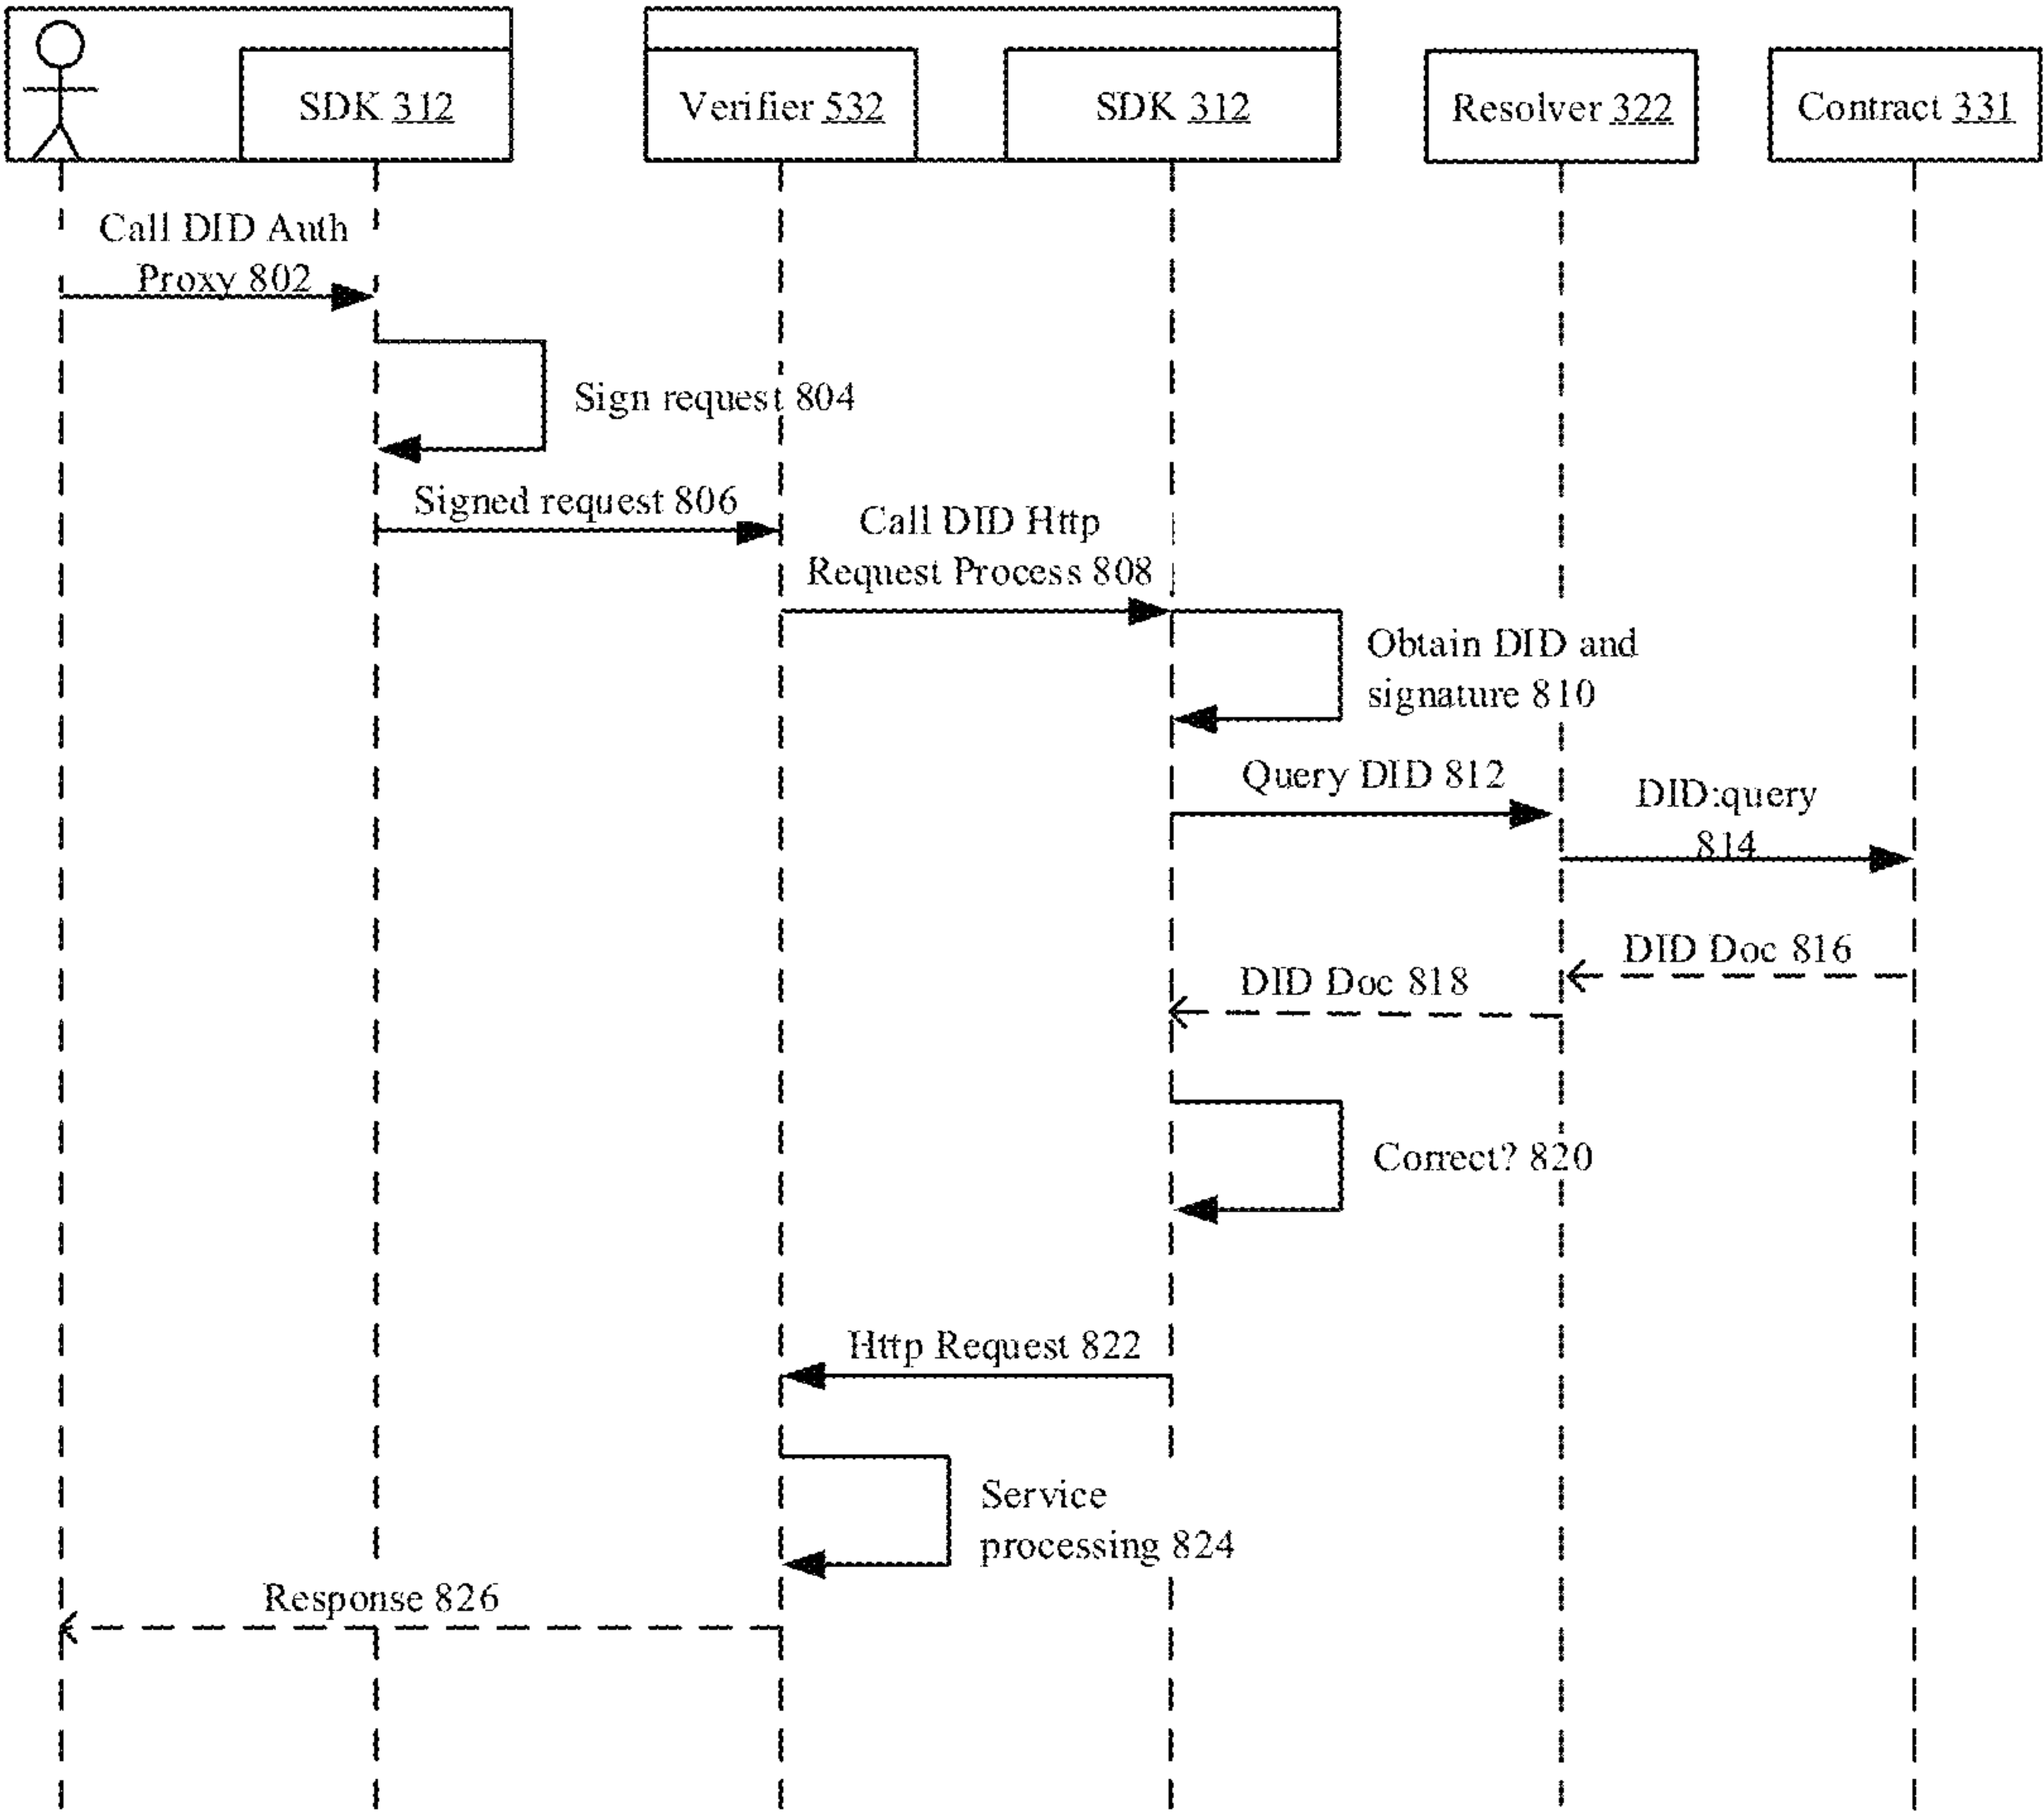 SDK 312
Verifier 532
SDK 312
Resolver 322
Contract 331
Call DID Auth
Proxy 802
Sign request 804
Signed request 806
Call DID Http
Request Process 808
Obtain DID and
signature 810
Query DID 812
DID:query
814
DID Doc 816
DID Doc 818
Correct? 820
Http Request 822
Service
processing 824
Response 826